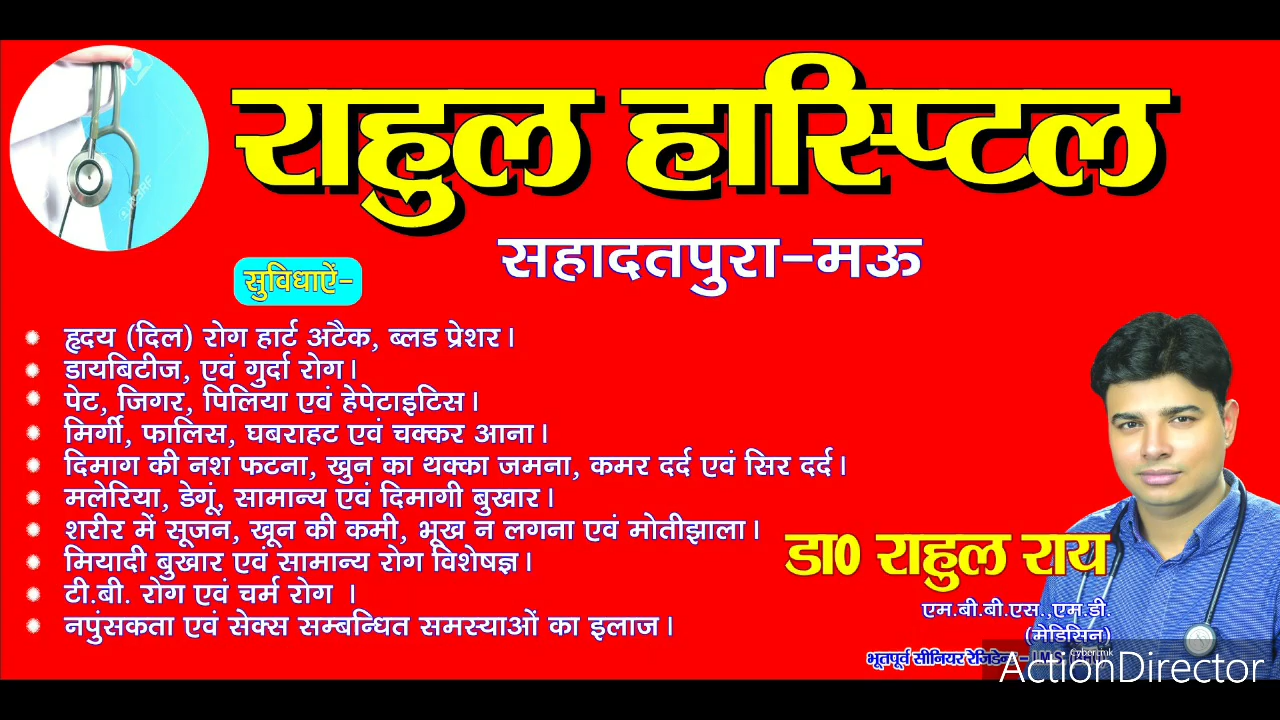 राहुल हास्पिटल
सहादतपुरा-मऊ
सुविधाऐं-
हृदय (दिल) रोग हार्ट अटैक, ब्लड प्रेशर।
डायबिटीज, एवं गुर्दा रोग।
पेट, जिगर, पिलिया एवं हेपेटाइटिस।
मिर्गी, फालिस, घबराहट एवं चक्कर आना।
दिमाग की नश फटना, खुन का थक्का जमना, कमर दर्द एवं सिर दर्द।
मलेरिया, डेगूं, सामान्य एवं दिमागी बुखार।
शरीर में सूजन, खून की कमी, भूख न लगना एवं मोतीझाला।
मियादी बुखार एवं सामान्य रोग विशेषज्ञ।
टी.बी. रोग एवं चर्म रोग ।
नपुंसकता एवं सेक्स सम्बन्धित समस्याओं का इलाज।
डा0 राहुल राय
एम.बी.बी.एस., एम.डी.
(मेडिसिन)
भूतपूर्व सीनियर रेजिडेन्ट - I.M.S.
ActionDirector